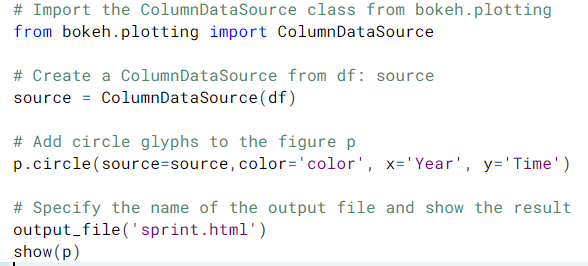 # Import the ColumnDataSource class from bokeh.plotting
from bokeh.plotting import ColumnDataSource
# Create a ColumnDataSource from df: source
source = ColumnDataSource(df)
# Add circle glyphs to the figure p
p.circle(source=source,color='color', x='Year', y='Time')
# Specify the name of the output file and show the result
output_file('sprint.html')
show(p)